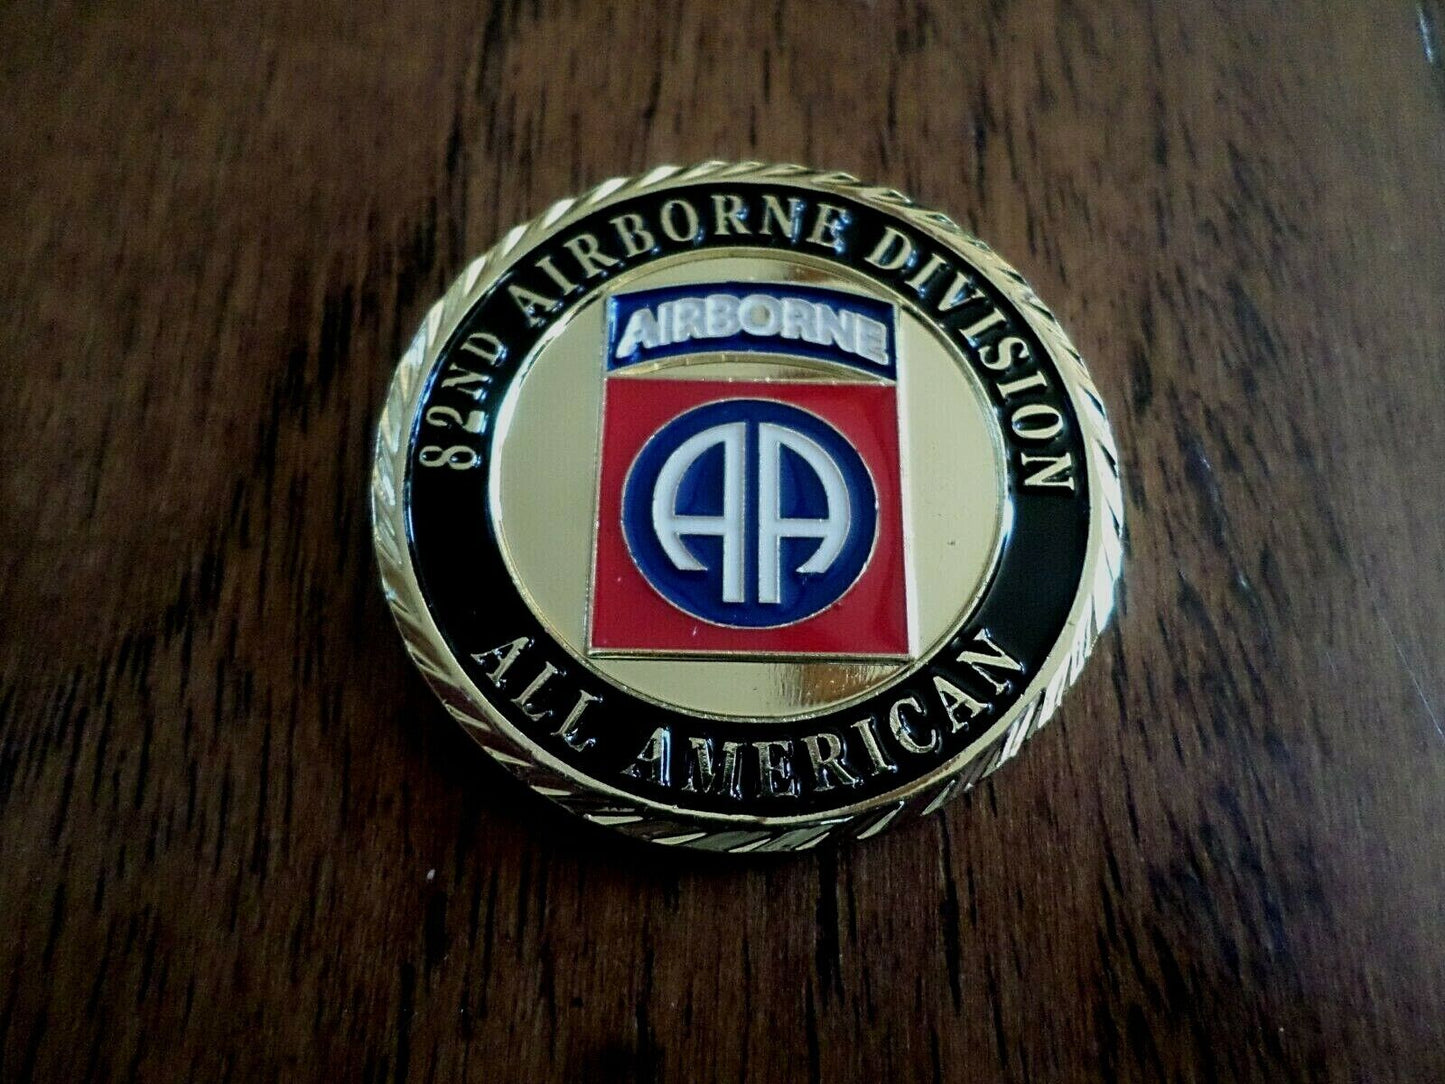 82ND AIRBORNE DIVISION
AIRBORNE
AA
ALL AMERICAN